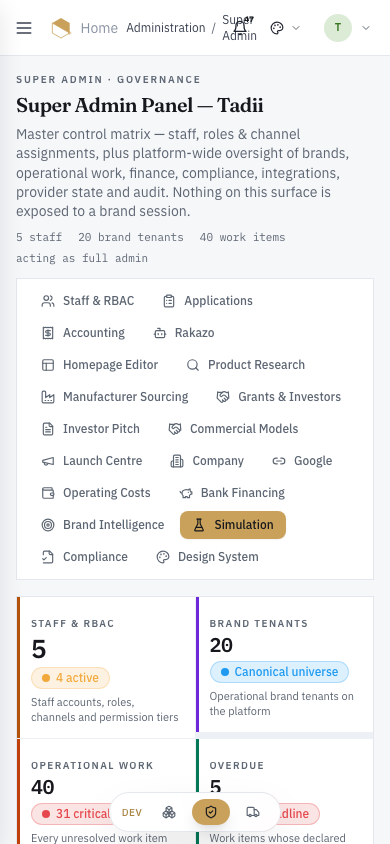 Home Administration / Super Admin
47
T
SUPER ADMIN · GOVERNANCE
Super Admin Panel — Tadii
Master control matrix — staff, roles & channel
assignments, plus platform-wide oversight of brands,
operational work, finance, compliance, integrations,
provider state and audit. Nothing on this surface is
exposed to a brand session.
5 staff 20 brand tenants 40 work items
acting as full admin
Staff & RBAC Applications
Accounting Rakazo
Homepage Editor Product Research
Manufacturer Sourcing Grants & Investors
Investor Pitch Commercial Models
Launch Centre Company Google
Operating Costs Bank Financing
Brand Intelligence Simulation
Compliance Design System
STAFF & RBAC
5
4 active
Staff accounts, roles,
channels and permission tiers
BRAND TENANTS
20
Canonical universe
Operational brand tenants on
the platform
OPERATIONAL WORK
40
31 critical
Every unresolved work item
OVERDUE
5
Work items whose declared
DEV